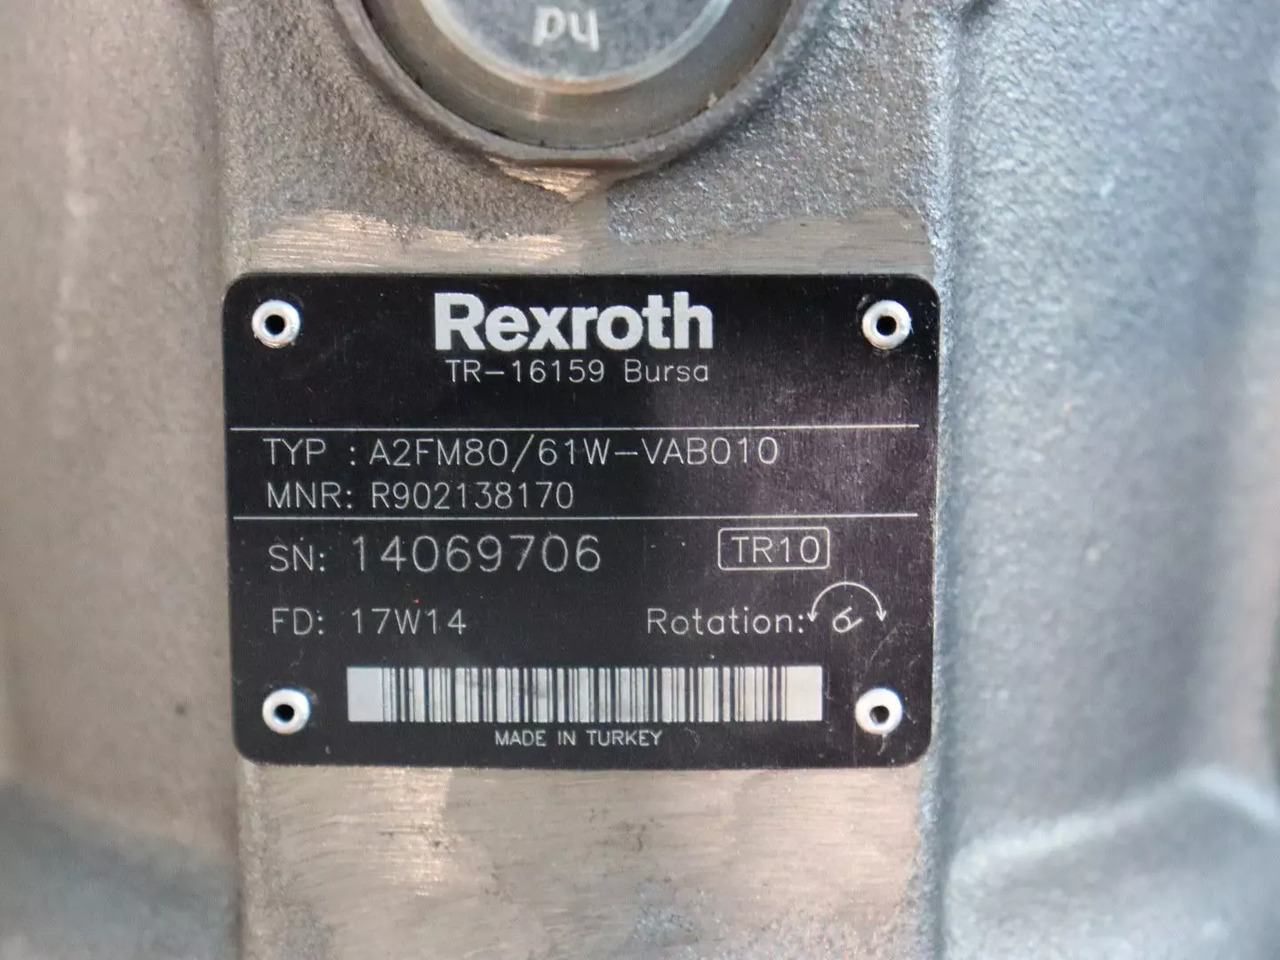 Rexroth
TR-16159 Bursa
TYP : A2FM80/61W-VAB010
MNR: R902138170
SN: 14069706
TR10
FD: 17W14
Rotation:
MADE IN TURKEY